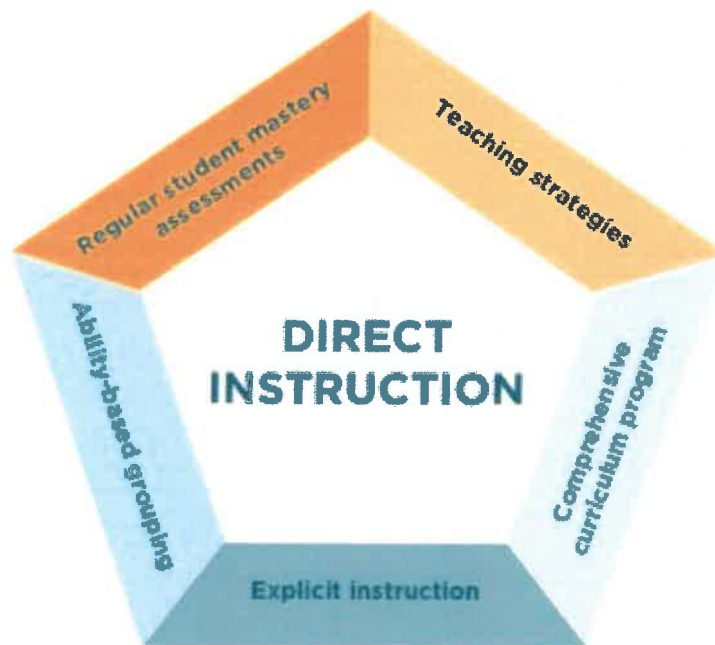 Regular student mastery
assessments
Teaching strategies
DIRECT
INSTRUCTION
Ability-based grouping
Comprehensive
curriculum program
Explicit instruction